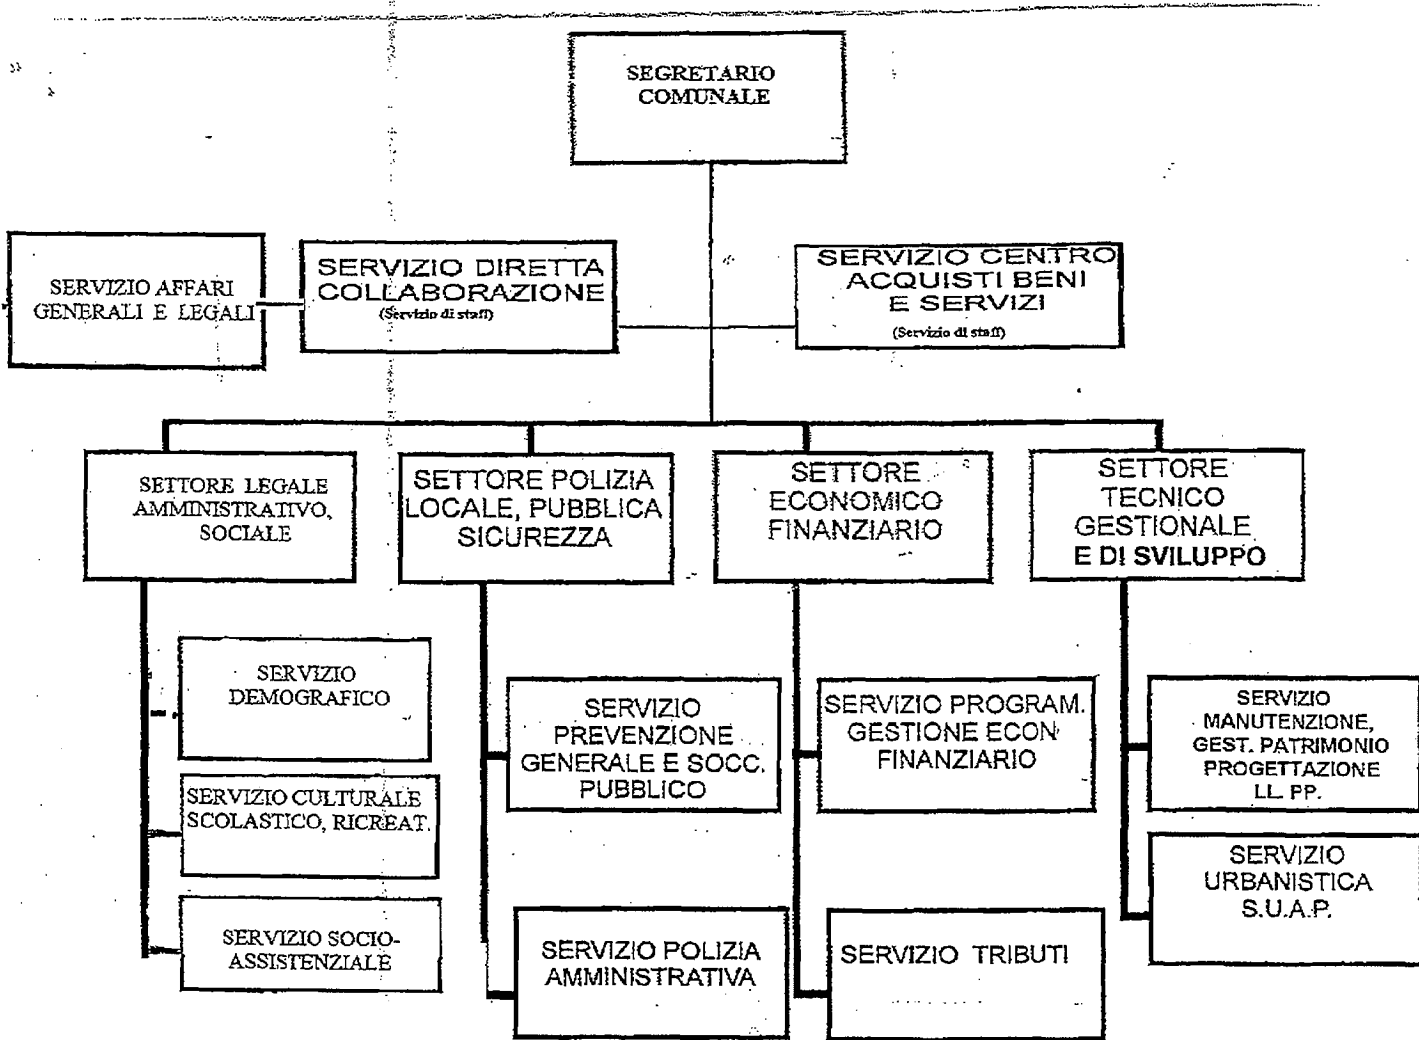 SEGRETARIO
COMUNALE
SERVIZIO AFFARI
GENERALI E LEGALI
SERVIZIO DIRETTA
COLLABORAZIONE
(Servizio di staff)
SERVIZIO CENTRO
ACQUISTI BENI
E SERVIZI
(Servizio di staff)
SETTORE LEGALE
AMMINISTRATIVO,
SOCIALE
SETTORE POLIZIA
LOCALE, PUBBLICA
SICUREZZA
SETTORE
ECONOMICO
FINANZIARIO
SETTORE
TECNICO
GESTIONALE
E DI SVILUPPO
SERVIZIO
DEMOGRAFICO
SERVIZIO CULTURALE
SCOLASTICO, RICREAT.
SERVIZIO SOCIO-
ASSISTENZIALE
SERVIZIO
PREVENZIONE
GENERALE E SOCC.
PUBBLICO
SERVIZIO POLIZIA
AMMINISTRATIVA
SERVIZIO PROGRAM.
GESTIONE ECON
FINANZIARIO
SERVIZIO TRIBUTI
SERVIZIO
MANUTENZIONE,
GEST. PATRIMONIO
PROGETTAZIONE
LL. PP.
SERVIZIO
URBANISTICA
S.U.A.P.